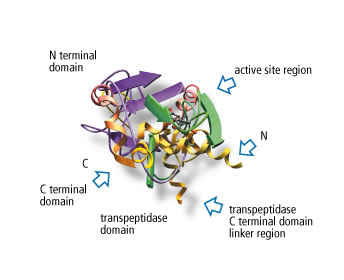 N terminal
domain
active site region
N
C
C terminal
domain
transpeptidase
domain
transpeptidase
C terminal domain
linker region